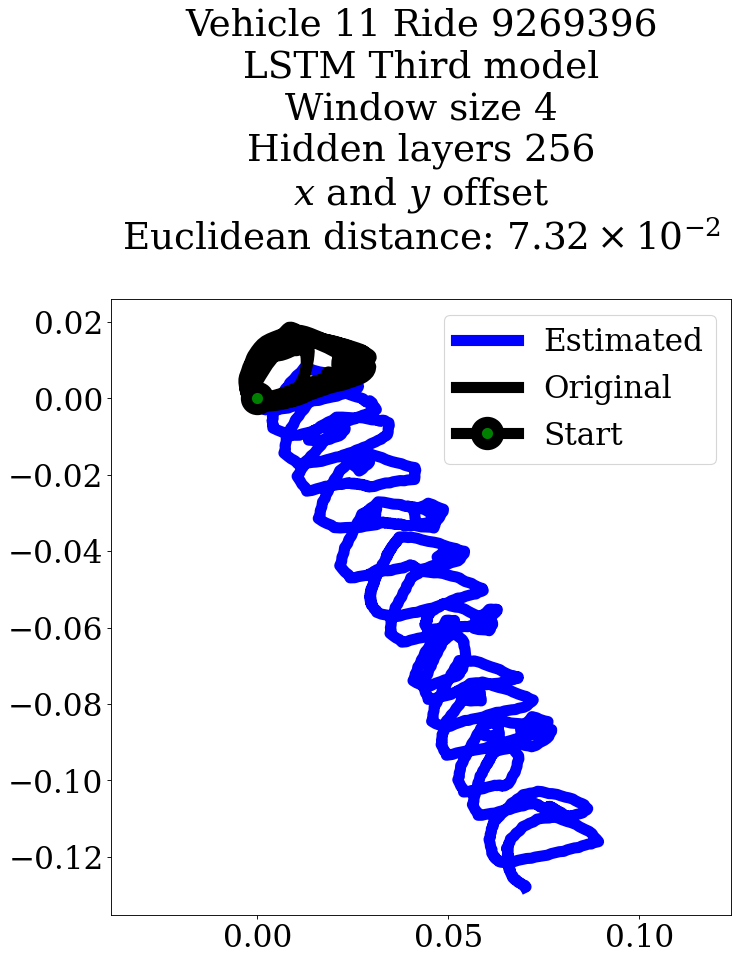 Vehicle 11 Ride 9269396
LSTM Third model
Window size 4
Hidden layers 256
x and y offset
Euclidean distance: 7.32 × 10⁻²
Estimated
Original
Start
0.02
0.00
−0.02
−0.04
−0.06
−0.08
−0.10
−0.12
0.00 0.05 0.10